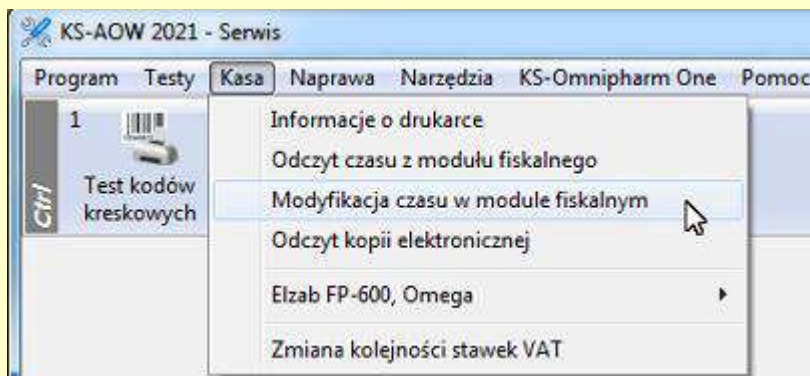 KS-AOW 2021 - Serwis
Program Testy Kasa Naprawa Narzędzia KS-Omnipharm One Pomoc
1
Ctrl
Test kodów
kreskowych
Informacje o drukarce
Odczyt czasu z modułu fiskalnego
Modyfikacja czasu w module fiskalnym
Odczyt kopii elektronicznej
Elzab FP-600, Omega
Zmiana kolejności stawek VAT